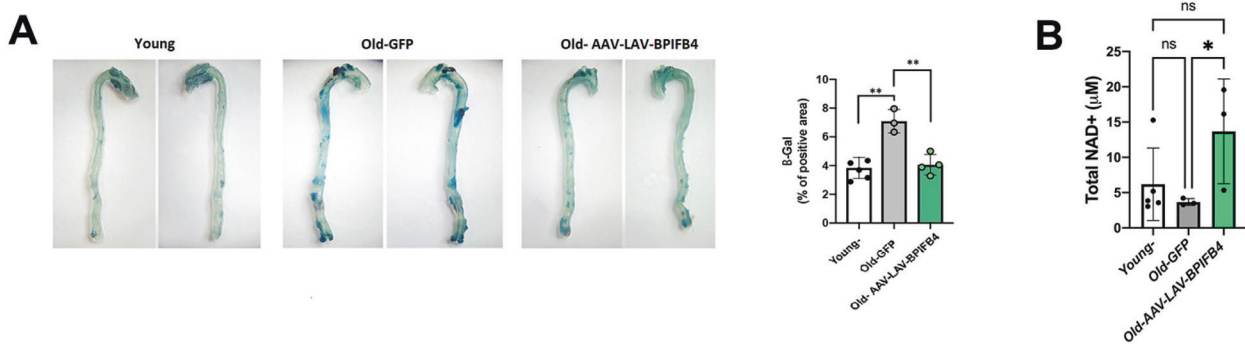 A
Young
Old-GFP
Old- AAV-LAV-BPIFB4
**
**
10
8
6
4
2
0
ß-Gal
(% of positive area)
Young-
Old-GFP
Old- AAV-LAV-BPIFB4
B
ns
ns
*
25
20
15
10
5
0
Total NAD+ (μM)
Young-
Old-GFP
Old-AAV-LAV-BPIFB4